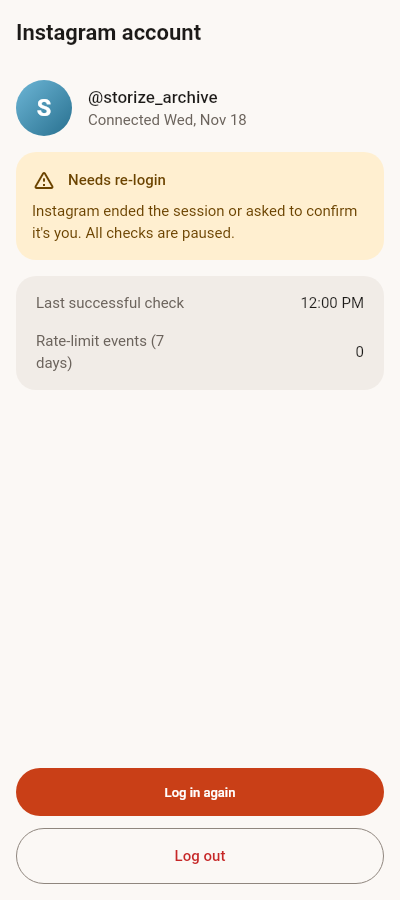 Instagram account
S
@storize_archive
Connected Wed, Nov 18
Needs re-login
Instagram ended the session or asked to confirm
it's you. All checks are paused.
Last successful check 12:00 PM
Rate-limit events (7
days) 0
Log in again
Log out